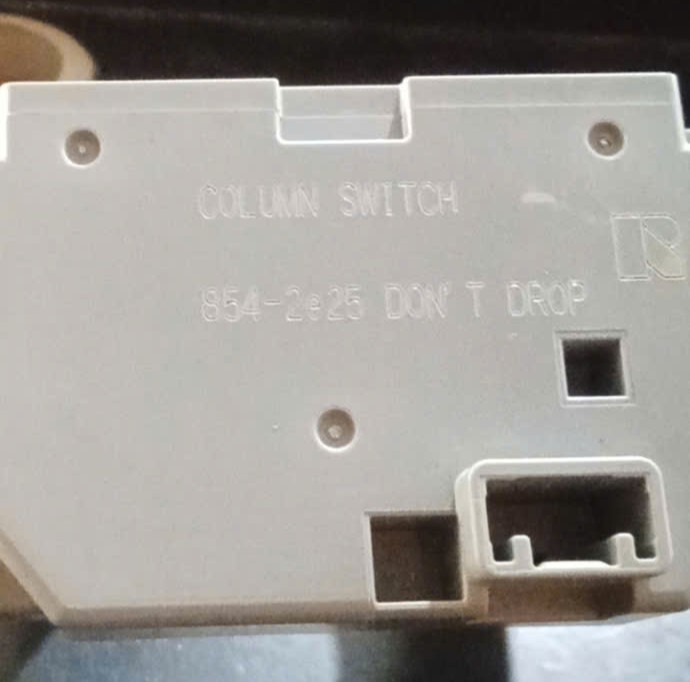 COLUMN SWITCH
R
854-2e25 DON'T DROP